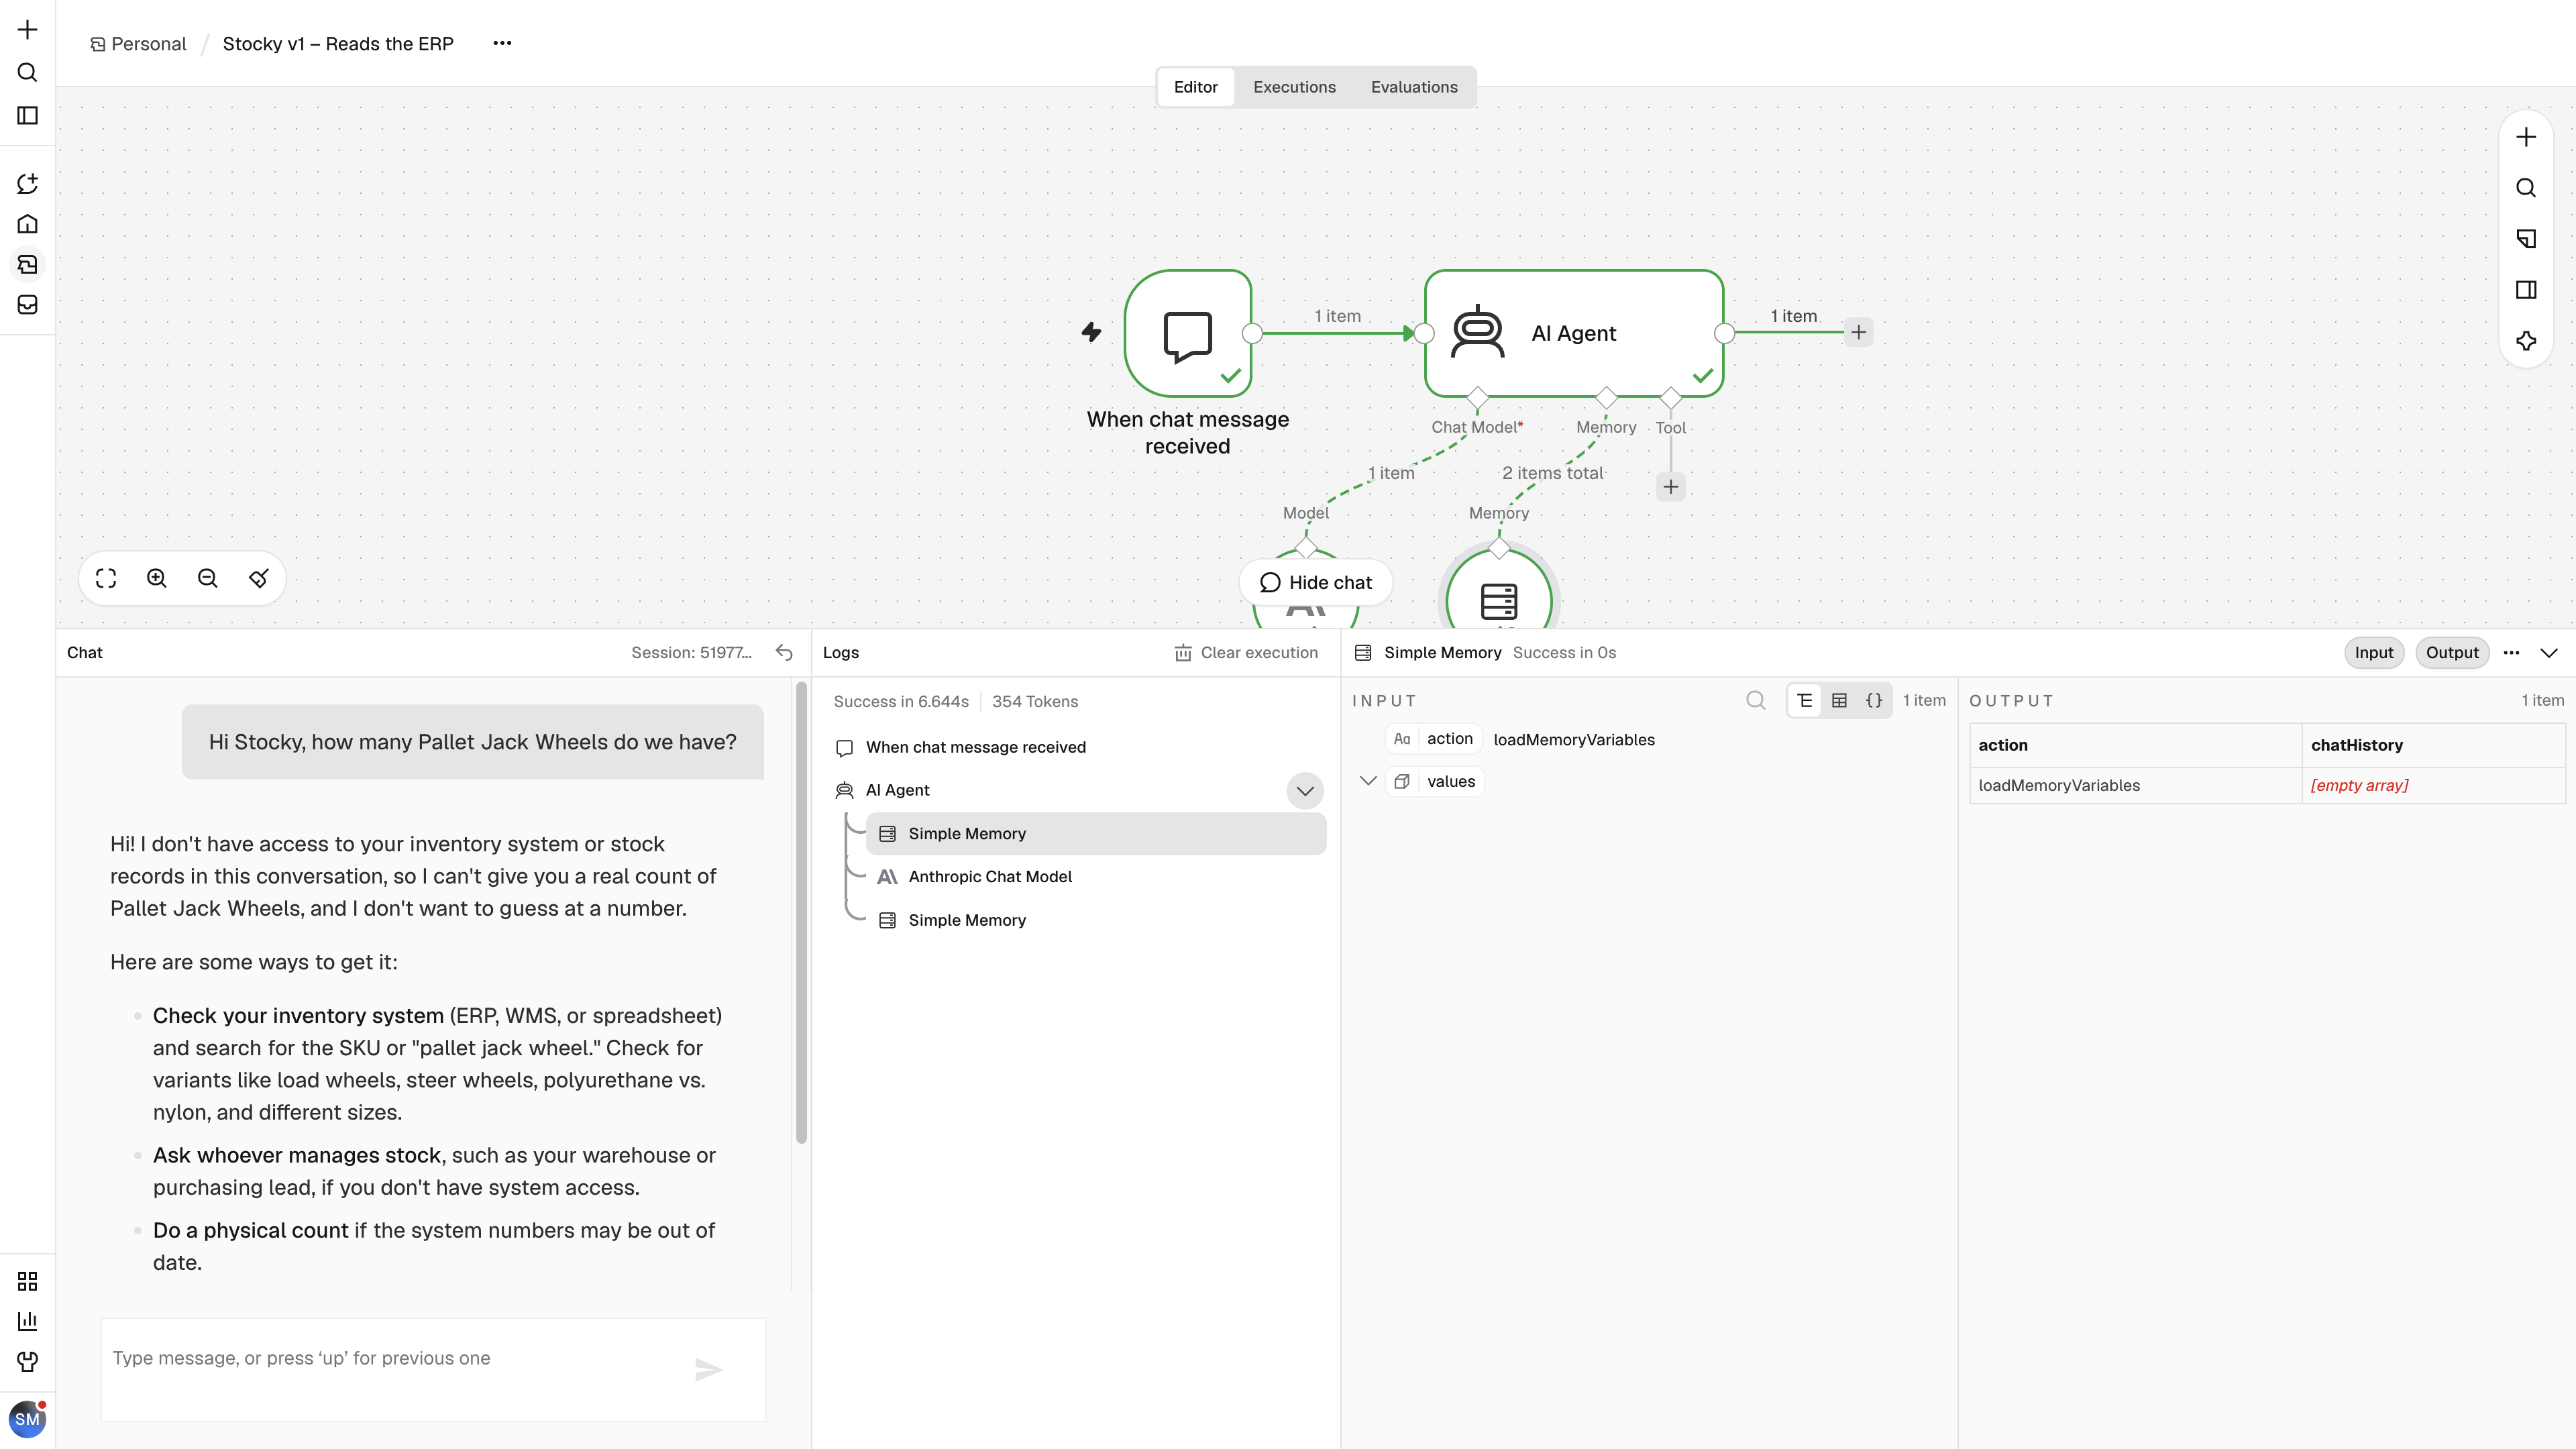 Personal / Stocky v1 – Reads the ERP
Editor Executions Evaluations
1 item
AI Agent
1 item
When chat message
received
Chat Model* Memory Tool
1 item
2 items total
Model
Memory
Hide chat
Chat
Session: 51977...
Hi Stocky, how many Pallet Jack Wheels do we have?
Hi! I don't have access to your inventory system or stock
records in this conversation, so I can't give you a real count of
Pallet Jack Wheels, and I don't want to guess at a number.
Here are some ways to get it:
Check your inventory system (ERP, WMS, or spreadsheet)
and search for the SKU or "pallet jack wheel." Check for
variants like load wheels, steer wheels, polyurethane vs.
nylon, and different sizes.
Ask whoever manages stock, such as your warehouse or
purchasing lead, if you don't have system access.
Do a physical count if the system numbers may be out of
date.
Type message, or press ‘up’ for previous one
SM
Logs
Clear execution
Success in 6.644s 354 Tokens
When chat message received
AI Agent
Simple Memory
Anthropic Chat Model
Simple Memory
Simple Memory Success in 0s
Input Output
INPUT
1 item
Aa action loadMemoryVariables
values
OUTPUT
1 item
action chatHistory
loadMemoryVariables [empty array]